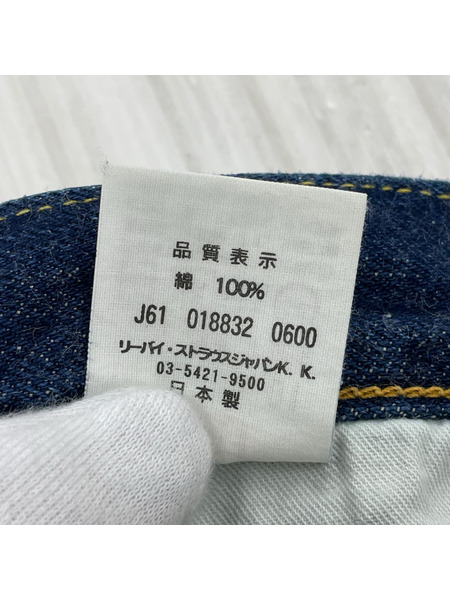 品質表示
綿 100%
J61 018832 0600
リーバイ・ストラウスジャパンK.K.
03-5421-9500
日本製